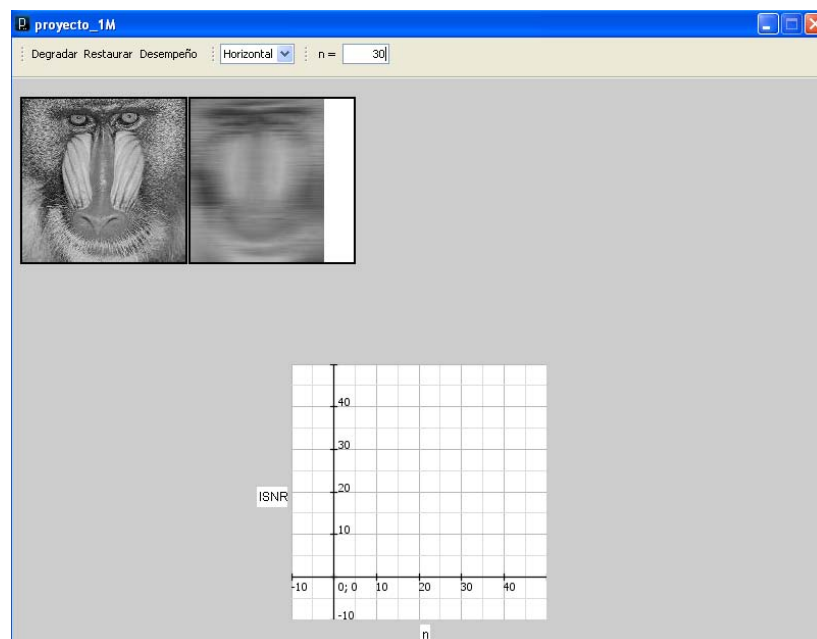 proyecto_1M
Degradar Restaurar Desempeño Horizontal n = 30
40
30
ISNR 20
10
-10 0; 0 10 20 30 40
-10
n